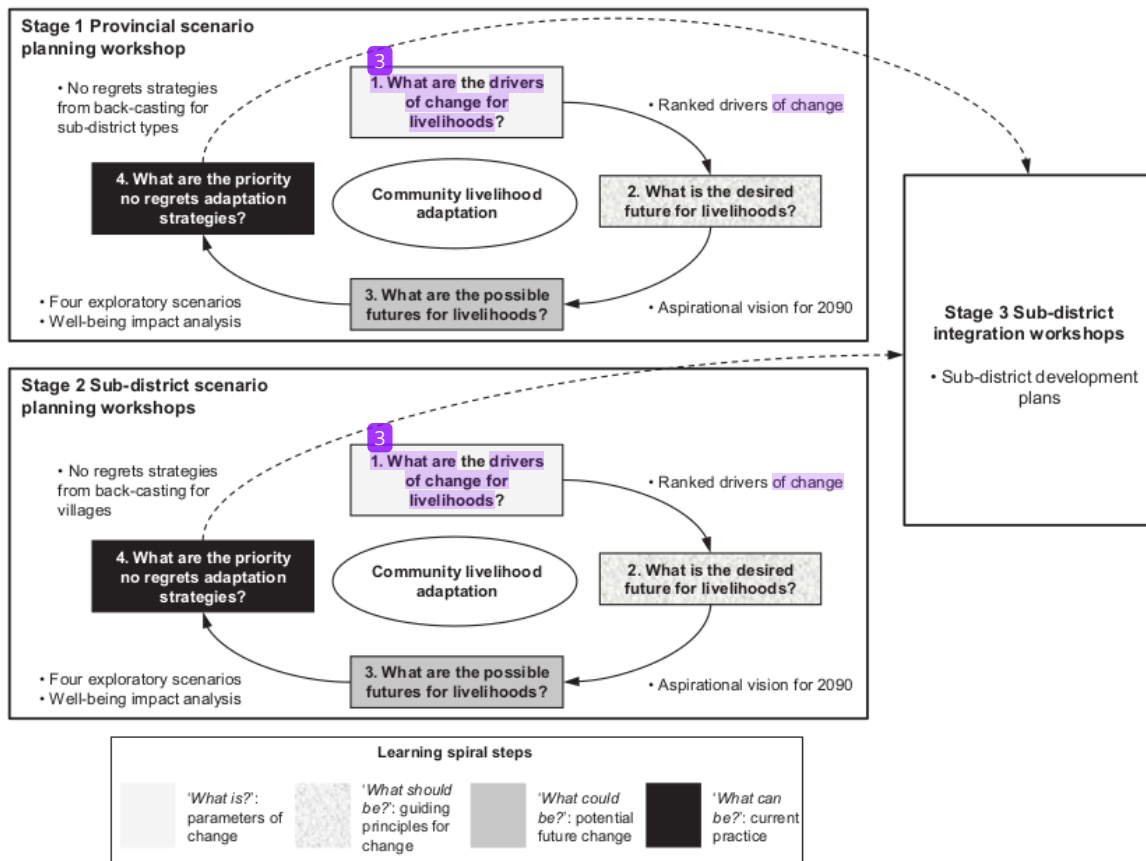 Stage 1 Provincial scenario
planning workshop
• No regrets strategies
from back-casting for
sub-district types
3
1. What are the drivers
of change for
livelihoods?
• Ranked drivers of change
4. What are the priority
no regrets adaptation
strategies?
Community livelihood
adaptation
2. What is the desired
future for livelihoods?
• Four exploratory scenarios
• Well-being impact analysis
3. What are the possible
futures for livelihoods?
• Aspirational vision for 2090
Stage 2 Sub-district scenario
planning workshops
• No regrets strategies
from back-casting for
villages
3
1. What are the drivers
of change for
livelihoods?
• Ranked drivers of change
4. What are the priority
no regrets adaptation
strategies?
Community livelihood
adaptation
2. What is the desired
future for livelihoods?
• Four exploratory scenarios
• Well-being impact analysis
3. What are the possible
futures for livelihoods?
• Aspirational vision for 2090
Stage 3 Sub-district
integration workshops
• Sub-district development
plans
Learning spiral steps
'What is?':
parameters of
change
'What should
be?': guiding
principles for
change
'What could
be?': potential
future change
'What can
be?': current
practice